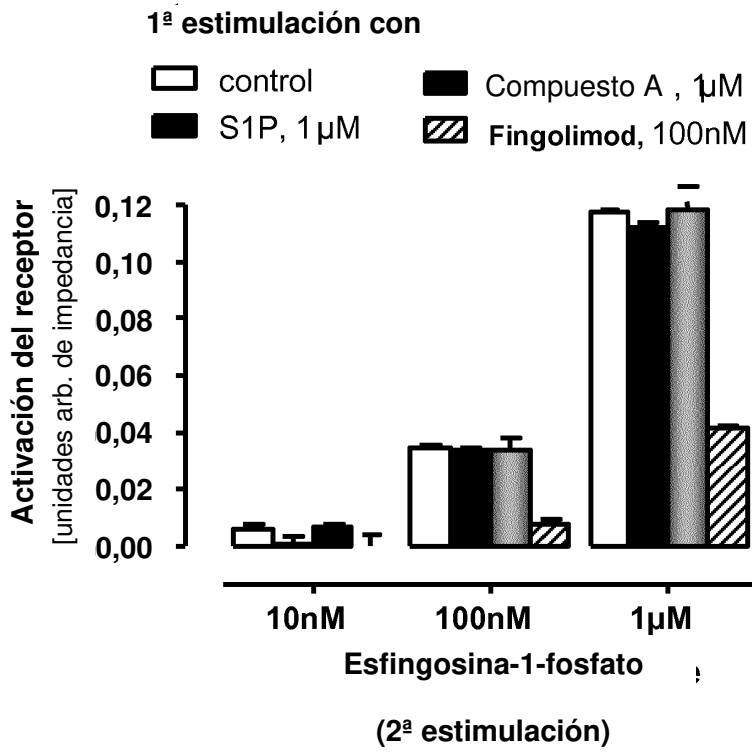 1ª estimulación con
control
Compuesto A , 1µM
S1P, 1µM
Fingolimod, 100nM
Activación del receptor
[unidades arb. de impedancia]
0,12
0,10
0,08
0,06
0,04
0,02
0,00
10nM 100nM 1µM
Esfingosina-1-fosfato
(2ª estimulación)